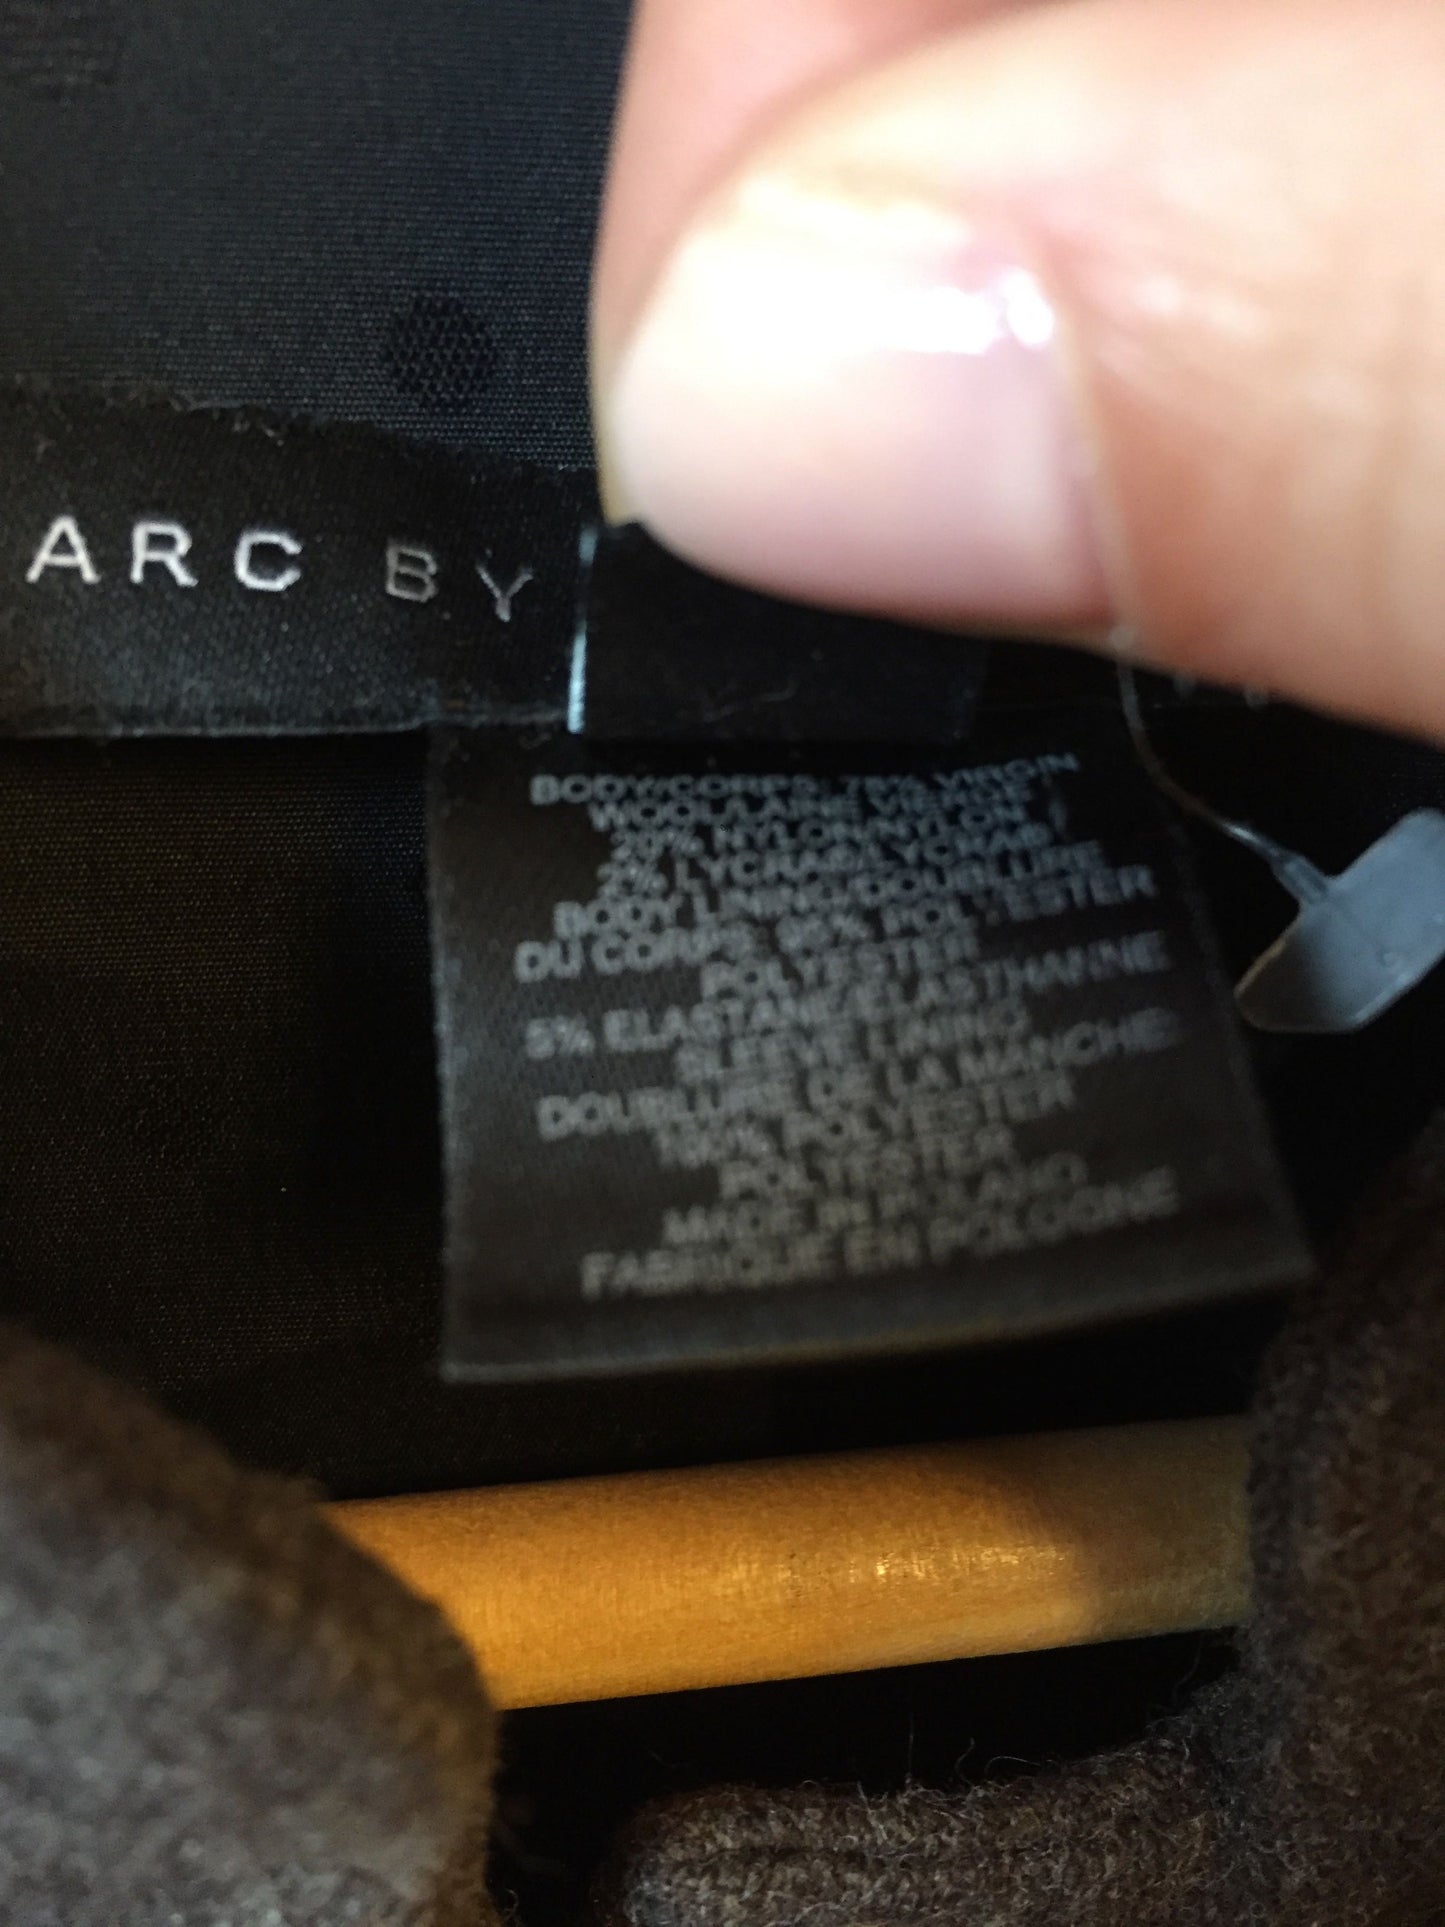 ARC BY
BODY/CORPS: 78% VIRGIN
WOOL/LAINE VIERGE
20% NYLON/NYLON
2% LYCRA®/LYCRA®
BODY LINING/DOUBLURE
DU CORPS: 95% POLYESTER
POLYESTER
5% ELASTANE/ELASTHANNE
SLEEVE LINING
DOUBLURE DE LA MANCHE:
100% POLYESTER
POLYESTER
MADE IN POLAND
FABRIQUE EN POLOGNE